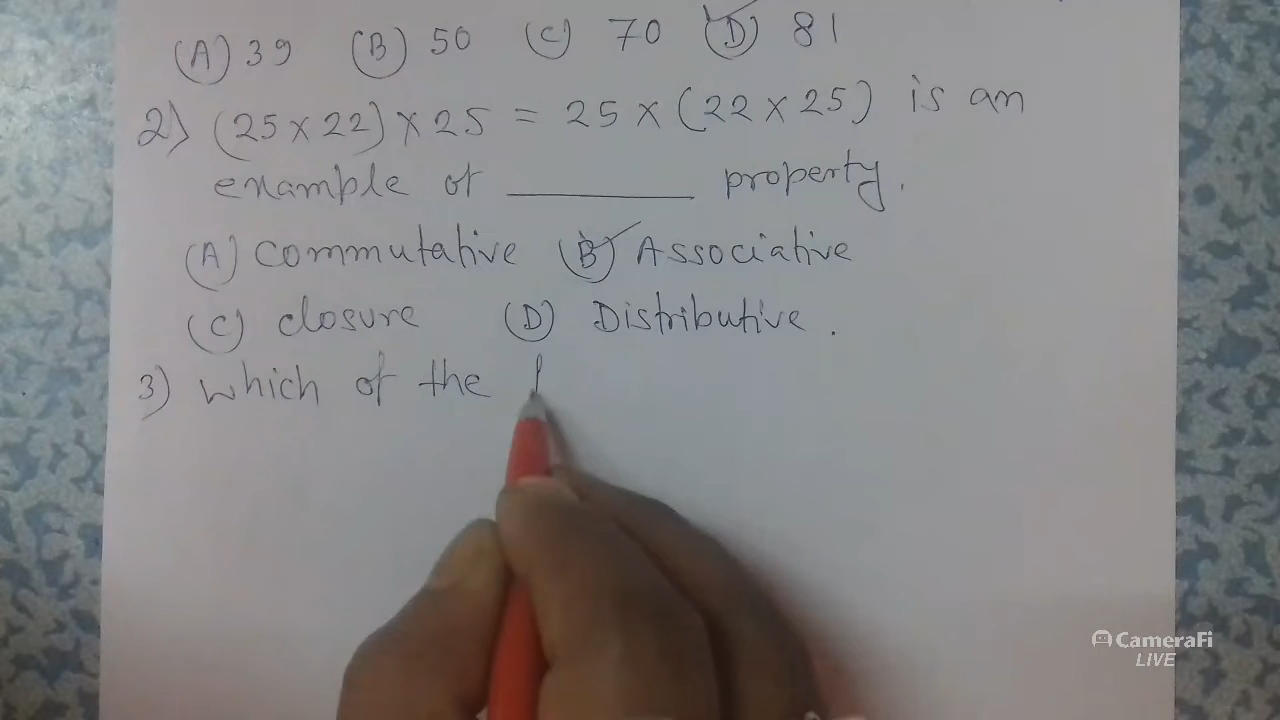 (A) 39 (B) 50 (C) 70 (D) 81
2) (25 × 22) × 25 = 25 × (22 × 25) is an
example of ________ property.
(A) commutative (B) Associative
(C) closure (D) Distributive.
3) which of the
CameraFi
LIVE